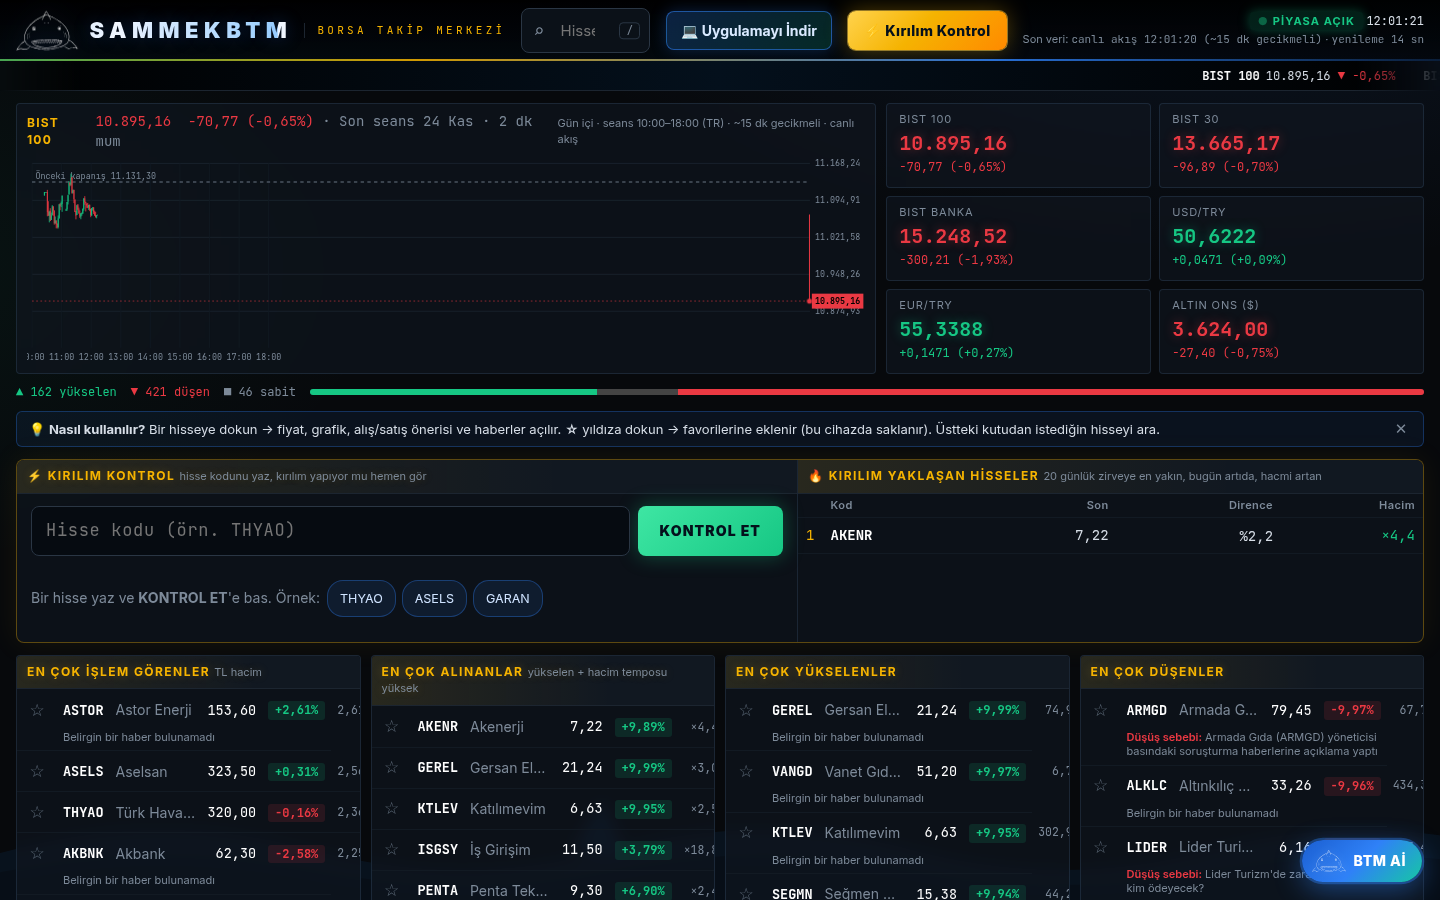 SAMMEKBTM
BORSA TAKİP MERKEZİ
Hisse
/
💻 Uygulamayı İndir
⚡ Kırılım Kontrol
PİYASA AÇIK 12:01:21
Son veri: canlı akış 12:01:20 (~15 dk gecikmeli) · yenileme 14 sn
BIST 100 10.895,16 ▼ -0,65%
BIST 100
10.895,16 -70,77 (-0,65%) · Son seans 24 Kas · 2 dk mum
Gün içi · seans 10:00–18:00 (TR) · ~15 dk gecikmeli · canlı akış
Önceki kapanış 11.131,30
11.168,24
11.094,91
11.021,58
10.948,26
10.895,16
11:00 12:00 13:00 14:00 15:00 16:00 17:00 18:00
BIST 100
10.895,16
-70,77 (-0,65%)
BIST 30
13.665,17
-96,89 (-0,70%)
BIST BANKA
15.248,52
-300,21 (-1,93%)
USD/TRY
50,6222
+0,0471 (+0,09%)
EUR/TRY
55,3388
+0,1471 (+0,27%)
ALTIN ONS ($)
3.624,00
-27,40 (-0,75%)
▲ 162 yükselen ▼ 421 düşen ■ 46 sabit
💡 Nasıl kullanılır? Bir hisseye dokun → fiyat, grafik, alış/satış önerisi ve haberler açılır. ☆ yıldıza dokun → favorilerine eklenir (bu cihazda saklanır). Üstteki kutudan istediğin hisseyi ara. ✕
⚡ KIRILIM KONTROL hisse kodunu yaz, kırılım yapıyor mu hemen gör
Hisse kodu (örn. THYAO)
KONTROL ET
Bir hisse yaz ve KONTROL ET'e bas. Örnek: THYAO ASELS GARAN
🔥 KIRILIM YAKLAŞAN HİSSELER 20 günlük zirveye en yakın, bugün artıda, hacmi artan
Kod Son Dirence Hacim
1 AKENR 7,22 %2,2 ×4,4
EN ÇOK İŞLEM GÖRENLER TL hacim
☆ ASTOR Astor Enerji 153,60 +2,61%
Belirgin bir haber bulunamadı
☆ ASELS Aselsan 323,50 +0,31%
☆ THYAO Türk Hava... 320,00 -0,16%
☆ AKBNK Akbank 62,30 -2,58%
Belirgin bir haber bulunamadı
EN ÇOK ALINANLAR yükselen + hacim temposu
yüksek
☆ AKENR Akenerji 7,22 +9,89% ×4,4
☆ GEREL Gersan El... 21,24 +9,99%
☆ KTLEV Katılımevim 6,63 +9,95%
☆ ISGSY İş Girişim 11,50 +3,79%
☆ PENTA Penta Tek... 9,30 +6,90%
EN ÇOK YÜKSELENLER
☆ GEREL Gersan El... 21,24 +9,99%
Belirgin bir haber bulunamadı
☆ VANGD Vanet Gıd... 51,20 +9,97%
Belirgin bir haber bulunamadı
☆ KTLEV Katılımevim 6,63 +9,95%
Belirgin bir haber bulunamadı
☆ SEGMN Seğmen ... 15,38 +9,94%
EN ÇOK DÜŞENLER
☆ ARMGD Armada G... 79,45 -9,97%
Düşüş sebebi: Armada Gıda (ARMGD) yöneticisi
basındaki soruşturma haberlerine açıklama yaptı
☆ ALKLC Altınkılıç ... 33,26 -9,96%
Belirgin bir haber bulunamadı
☆ LIDER Lider Turi...
Düşüş sebebi: Lider Turizm'de
kim ödeyecek?
BTM Aİ